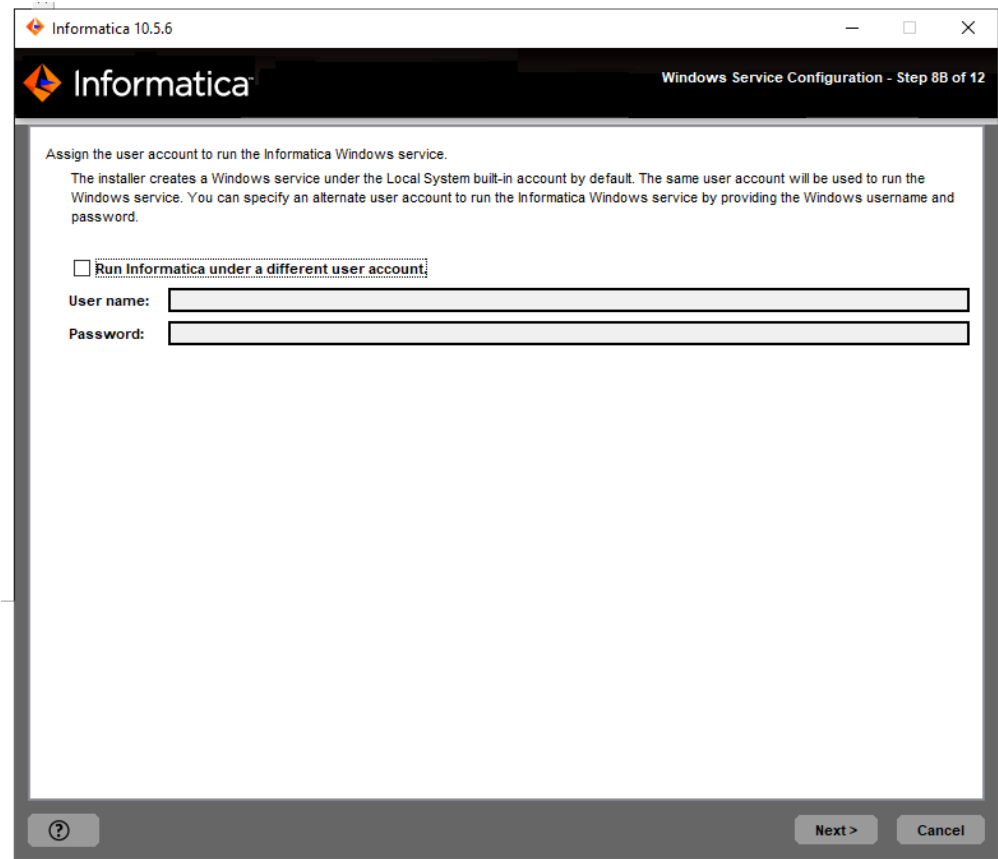 Informatica 10.5.6
Informatica™
Windows Service Configuration - Step 8B of 12
Assign the user account to run the Informatica Windows service.
The installer creates a Windows service under the Local System built-in account by default. The same user account will be used to run the
Windows service. You can specify an alternate user account to run the Informatica Windows service by providing the Windows username and
password.
Run Informatica under a different user account.
User name:
Password:
?
Next >
Cancel